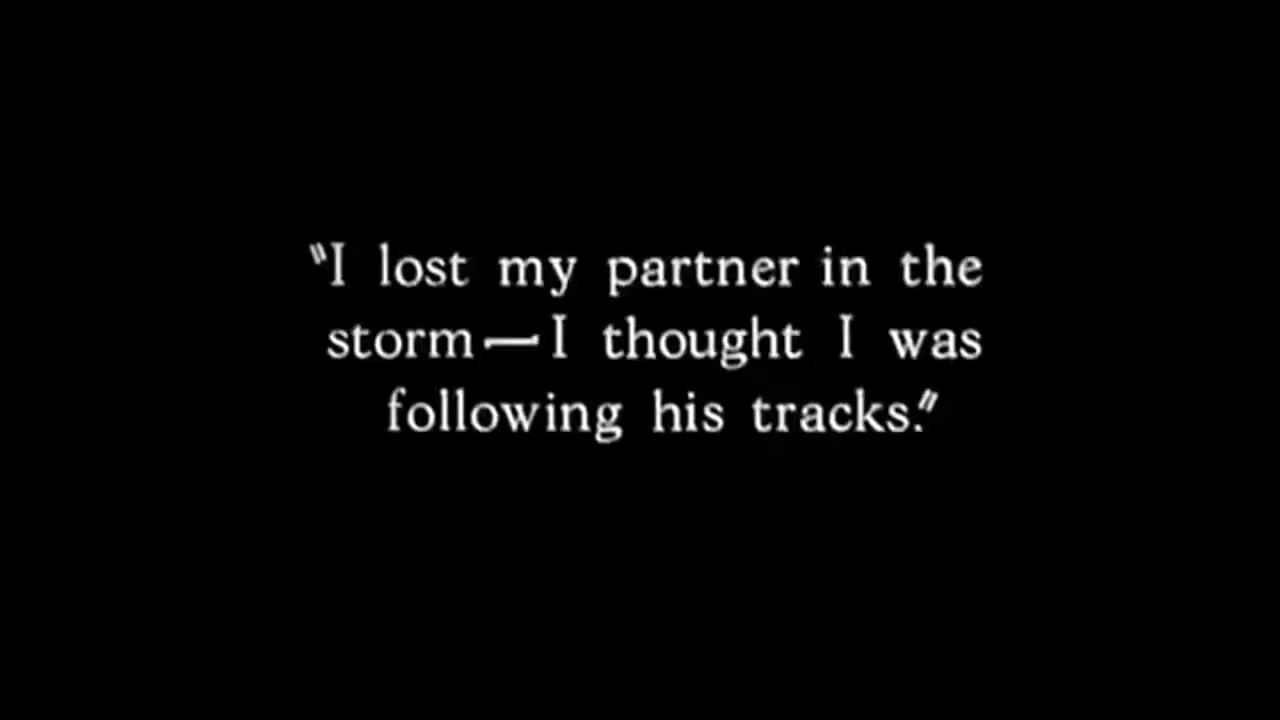 "I lost my partner in the
storm—I thought I was
following his tracks."